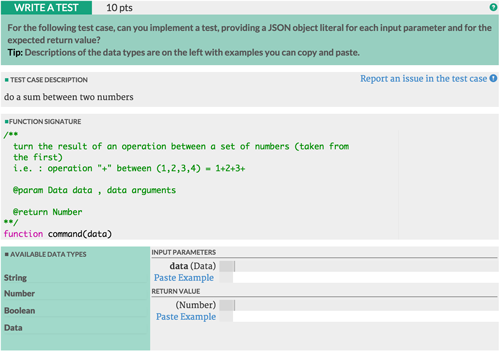 WRITE A TEST 10 pts
For the following test case, can you implement a test, providing a JSON object literal for each input parameter and for the
expected return value?
Tip: Descriptions of the data types are on the left with examples you can copy and paste.
TEST CASE DESCRIPTION Report an issue in the test case
do a sum between two numbers
FUNCTION SIGNATURE
/**
turn the result of an operation between a set of numbers (taken from
the first)
i.e. : operation "+" between (1,2,3,4) = 1+2+3+
@param Data data , data arguments
@return Number
**/
function command(data)
AVAILABLE DATA TYPES
String
Number
Boolean
Data
INPUT PARAMETERS
data (Data)
Paste Example
RETURN VALUE
(Number)
Paste Example